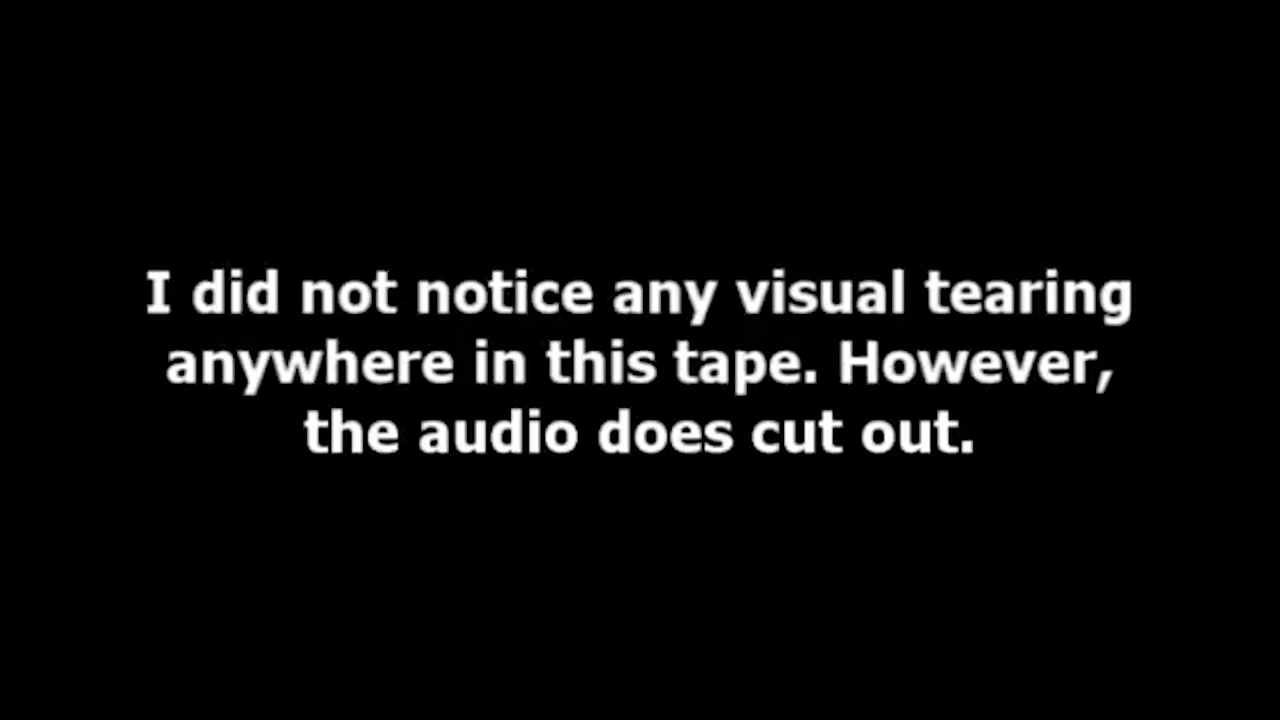 I did not notice any visual tearing
anywhere in this tape. However,
the audio does cut out.